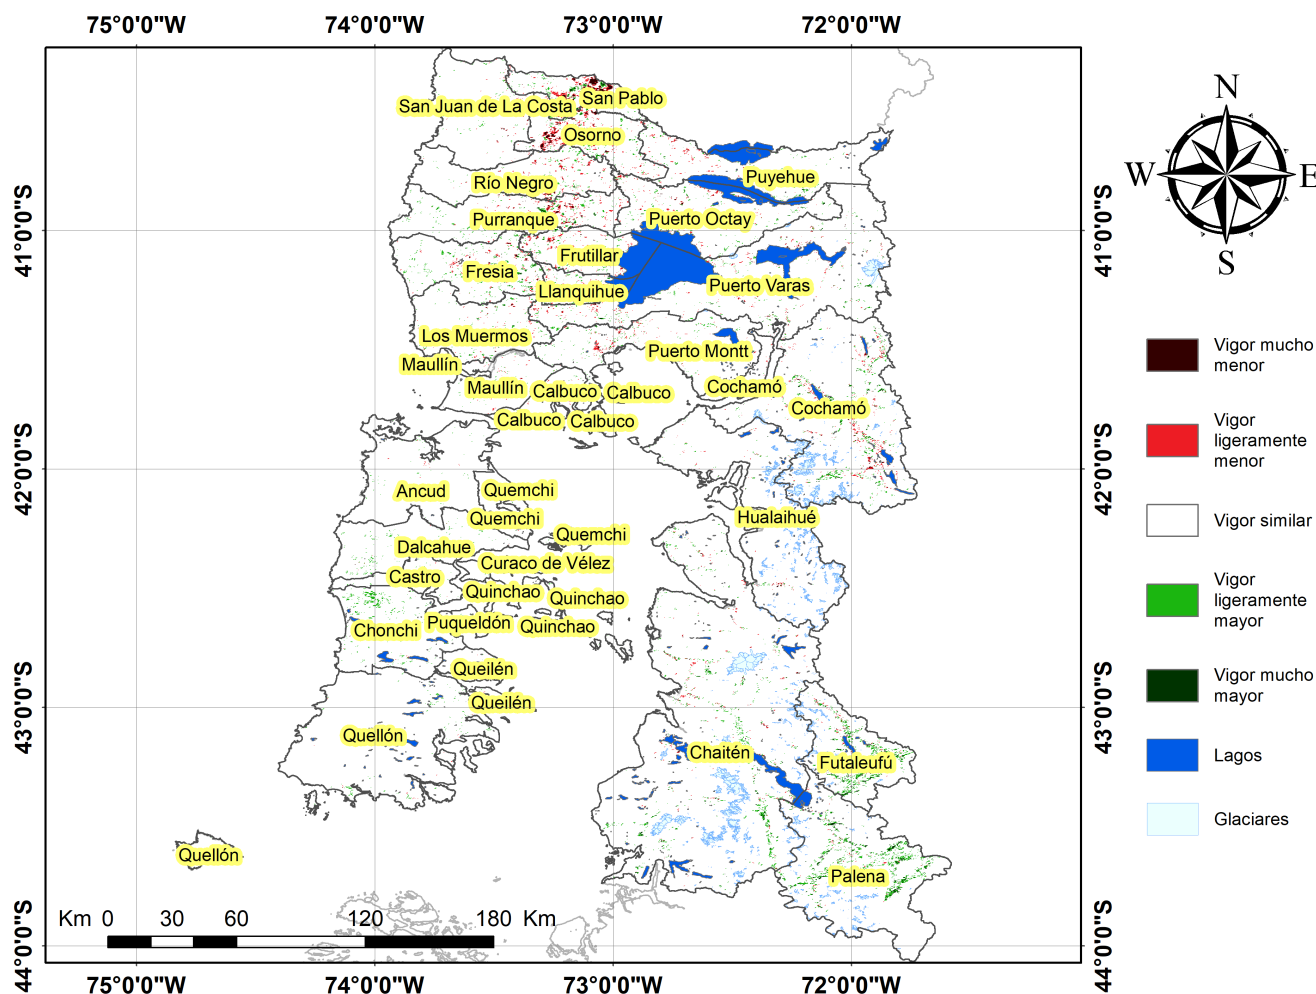 75°0'0"W 74°0'0"W 73°0'0"W 72°0'0"W
N
W E
S
San Pablo
San Juan de La Costa
Osorno
Puyehue
Río Negro
Purranque
Puerto Octay
41°0'0"S
41°0'0"S
Frutillar
Fresia
Puerto Varas
Llanquihue
Los Muermos
Puerto Montt
Maullín
Maullín
Calbuco
Calbuco
Cochamó
Cochamó
Calbuco
Calbuco
42°0'0"S
42°0'0"S
Ancud
Quemchi
Quemchi
Hualaihué
Quemchi
Dalcahue
Curaco de Vélez
Castro
Quinchao
Quinchao
Chonchi
Puqueldón
Quinchao
Queilén
Queilén
43°0'0"S
43°0'0"S
Quellón
Chaitén
Futaleufú
Quellón
Palena
44°0'0"S
44°0'0"S
Km 0 30 60 120 180 Km
75°0'0"W 74°0'0"W 73°0'0"W 72°0'0"W
Vigor mucho
menor
Vigor
ligeramente
menor
Vigor similar
Vigor
ligeramente
mayor
Vigor mucho
mayor
Lagos
Glaciares